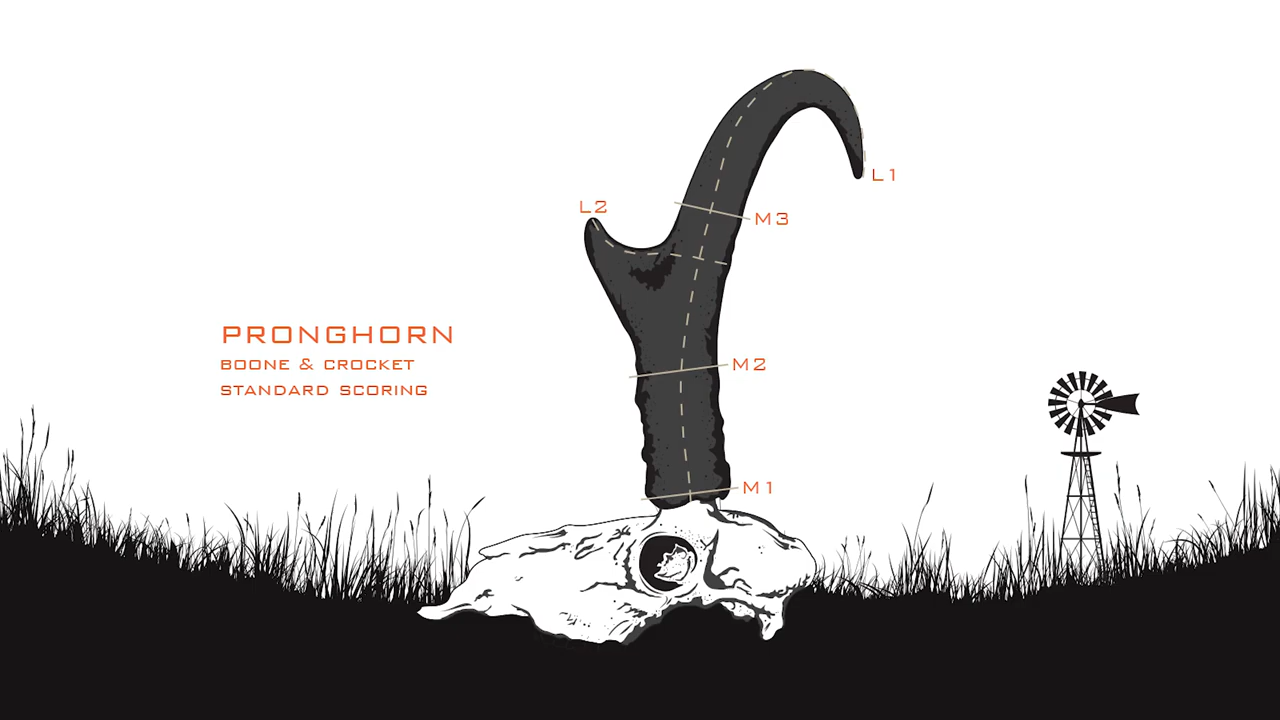 L1
L2
M3
PRONGHORN
BOONE & CROCKET
STANDARD SCORING
M2
M1